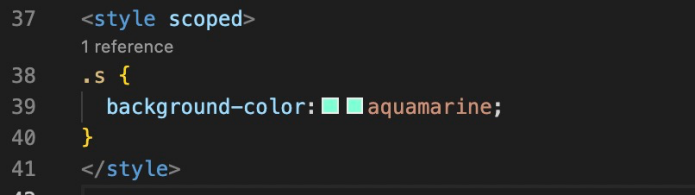 37 <style scoped>
1 reference
38 .s {
39 background-color: aquamarine;
40 }
41 </style>